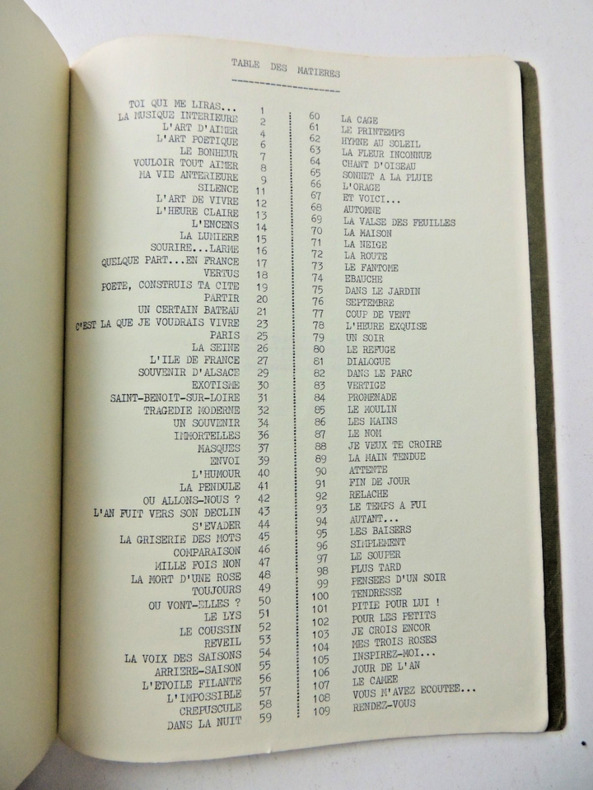 TABLE DES MATIERES
TOI QUI ME LIRAS... 1
LA MUSIQUE INTERIEURE 2
L'ART D'AIMER 4
L'ART POETIQUE 6
LE BONHEUR 7
VOULOIR TOUT AIMER 8
MA VIE ANTERIEURE 9
SILENCE 11
L'ART DE VIVRE 12
L'HEURE CLAIRE 13
L'ENCENS 14
LA LUMIERE 15
SOURIRE...LARME 16
QUELQUE PART...EN FRANCE 17
VERTUS 18
POETE, CONSTRUIS TA CITE 19
PARTIR 20
UN CERTAIN BATEAU 21
C'EST LA QUE JE VOUDRAIS VIVRE 23
PARIS 25
LA SEINE 26
L'ILE DE FRANCE 27
SOUVENIR D'ALSACE 29
EXOTISME 30
SAINT-BENOIT-SUR-LOIRE 31
TRAGEDIE MODERNE 32
UN SOUVENIR 34
IMMORTELLES 36
MASQUES 37
ENVOI 39
L'HUMOUR 40
LA PENDULE 41
OU ALLONS-NOUS ? 42
L'AN FUIT VERS SON DECLIN 43
S'EVADER 44
LA GRISERIE DES MOTS 45
COMPARAISON 46
MILLE FOIS NON 47
LA MORT D'UNE ROSE 48
TOUJOURS 49
OU VONT-ELLES ? 50
LE LYS 51
LE COUSSIN 52
REVEIL 53
LA VOIX DES SAISONS 54
ARRIERE-SAISON 55
L'ETOILE FILANTE 56
L'IMPOSSIBLE 57
CREPUSCULE 58
DANS LA NUIT 59
60 LA CAGE
61 LE PRINTEMPS
62 HYMNE AU SOLEIL
63 LA FLEUR INCONNUE
64 CHANT D'OISEAU
65 SONNET A LA PLUIE
66 L'ORAGE
67 ET VOICI...
68 AUTOMNE
69 LA VALSE DES FEUILLES
70 LA MAISON
71 LA NEIGE
72 LA ROUTE
73 LE FANTOME
74 EBAUCHE
75 DANS LE JARDIN
76 SEPTEMBRE
77 COUP DE VENT
78 L'HEURE EXQUISE
79 UN SOIR
80 LE REFUGE
81 DIALOGUE
82 DANS LE PARC
83 VERTIGE
84 PROMENADE
85 LE MOULIN
86 LES MAINS
87 LE NOM
88 JE VEUX TE CROIRE
89 LA MAIN TENDUE
90 ATTENTE
91 FIN DE JOUR
92 RELACHE
93 LE TEMPS A FUI
94 AUTANT...
95 LES BAISERS
96 SIMPLEMENT
97 LE SOUPER
98 PLUS TARD
99 PENSEES D'UN SOIR
100 TENDRESSE
101 PITIE POUR LUI !
102 POUR LES PETITS
103 JE CROIS ENCOR
104 MES TROIS ROSES
105 INSPIREZ-MOI...
106 JOUR DE L'AN
107 LE CAMEE
108 VOUS M'AVEZ ECOUTEE...
109 RENDEZ-VOUS